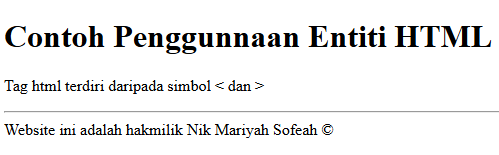 Contoh Penggunnaan Entiti HTML
Tag html terdiri daripada simbol < dan >
Website ini adalah hakmilik Nik Mariyah Sofeah ©